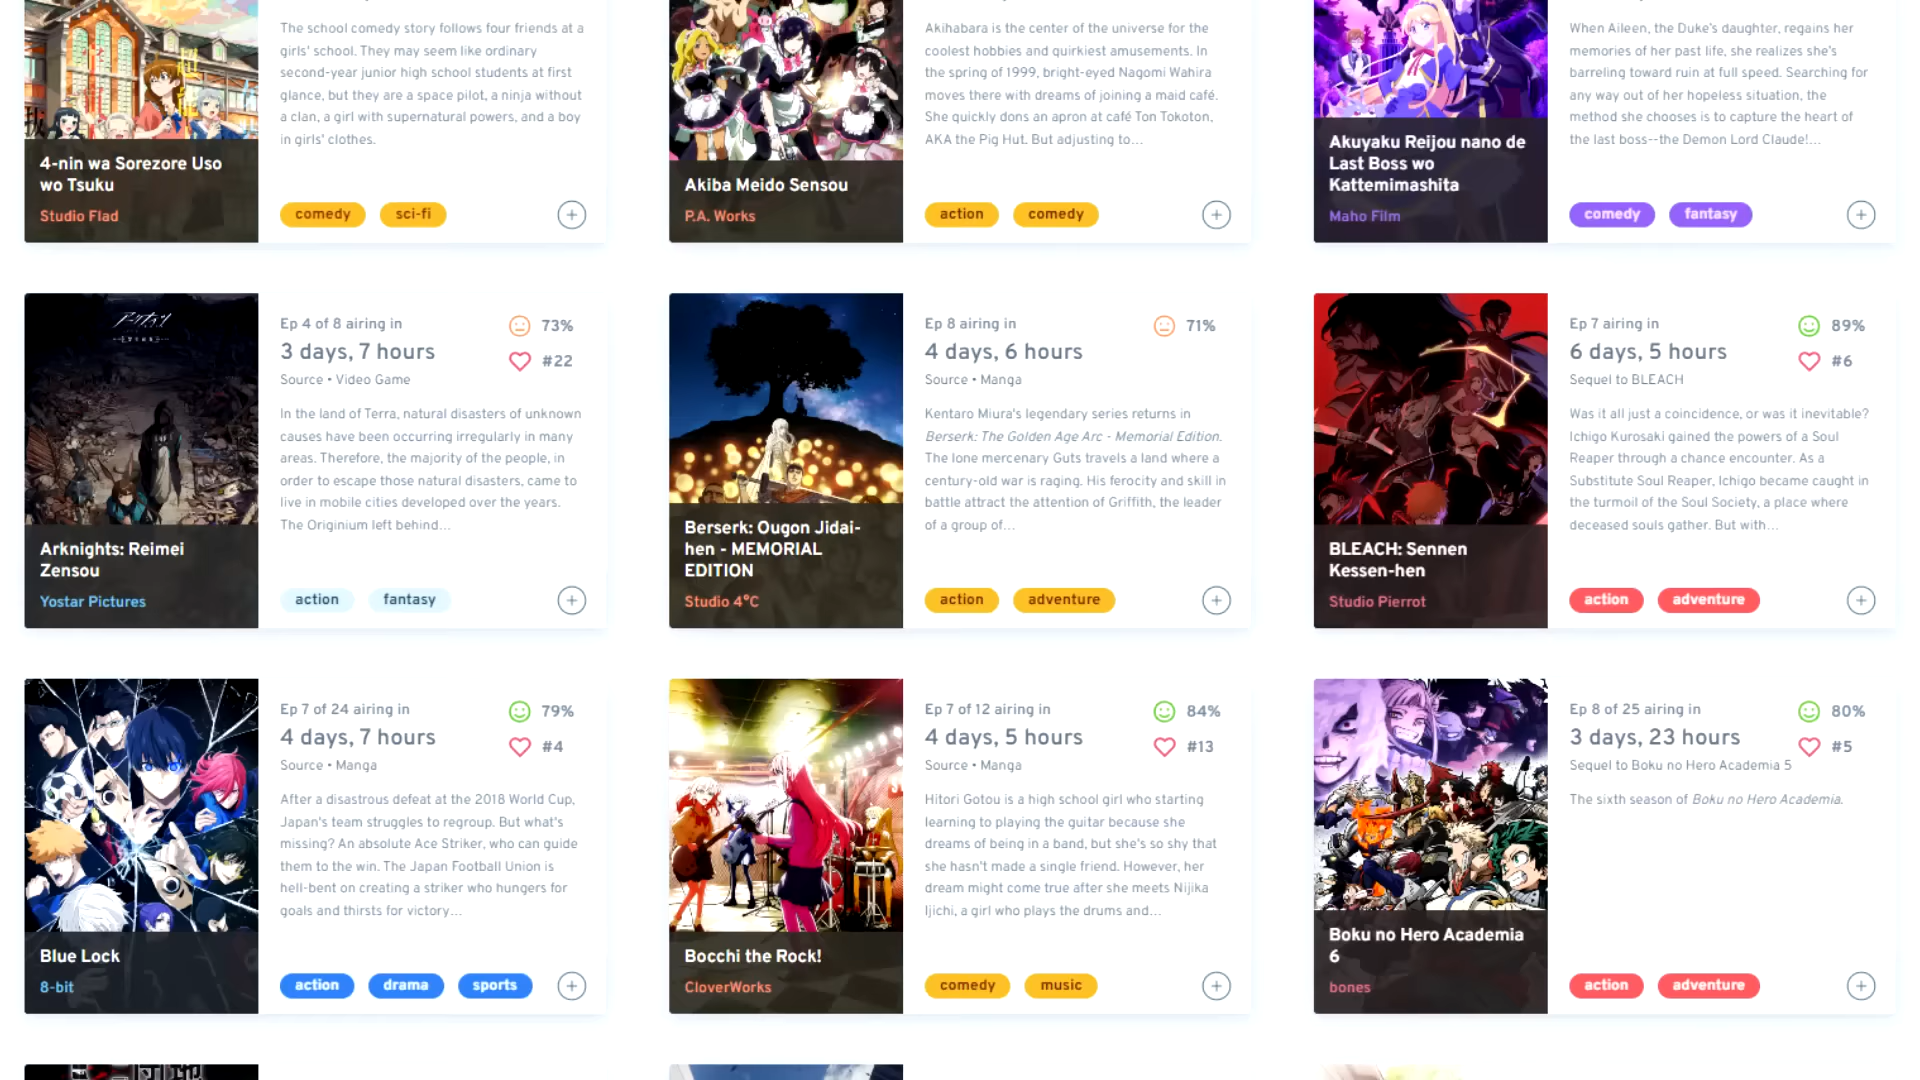 The school comedy story follows four friends at a
girls' school. They may seem like ordinary
second-year junior high school students at first
glance, but they are a space pilot, a ninja without
a clan, a girl with supernatural powers, and a boy
in girls' clothes.
4-nin wa Sorezore Uso
wo Tsuku
Studio Flad
comedy
sci-fi
Akihabara is the center of the universe for the
coolest hobbies and quirkiest amusements. In
the spring of 1999, bright-eyed Nagomi Wahira
moves there with dreams of joining a maid café.
She quickly dons an apron at café Ton Tokoton,
AKA the Pig Hut. But adjusting to…
Akiba Meido Sensou
P.A. Works
action
comedy
When Aileen, the Duke's daughter, regains her
memories of her past life, she realizes she's
barreling toward ruin at full speed. Searching for
any way out of her hopeless situation, the
method she chooses is to capture the heart of
the last boss--the Demon Lord Claude!…
Akuyaku Reijou nano de
Last Boss wo
Kattemimashita
Maho Film
comedy
fantasy
Ep 4 of 8 airing in
3 days, 7 hours
Source • Video Game
73%
#22
In the land of Terra, natural disasters of unknown
causes have been occurring irregularly in many
areas. Therefore, the majority of the people, in
order to escape those natural disasters, came to
live in mobile cities developed over the years.
The Originium left behind…
アークナイツ
Arknights: Reimei
Zensou
Yostar Pictures
action
fantasy
Ep 8 airing in
4 days, 6 hours
Source • Manga
71%
Kentaro Miura's legendary series returns in
Berserk: The Golden Age Arc - Memorial Edition.
The lone mercenary Guts travels a land where a
century-old war is raging. His ferocity and skill in
battle attract the attention of Griffith, the leader
of a group of…
Berserk: Ougon Jidai-
hen - MEMORIAL
EDITION
Studio 4°C
action
adventure
Ep 7 airing in
6 days, 5 hours
Sequel to BLEACH
89%
#6
Was it all just a coincidence, or was it inevitable?
Ichigo Kurosaki gained the powers of a Soul
Reaper through a chance encounter. As a
Substitute Soul Reaper, Ichigo became caught in
the turmoil of the Soul Society, a place where
deceased souls gather. But with…
BLEACH: Sennen
Kessen-hen
Studio Pierrot
action
adventure
Ep 7 of 24 airing in
4 days, 7 hours
Source • Manga
79%
#4
After a disastrous defeat at the 2018 World Cup,
Japan's team struggles to regroup. But what's
missing? An absolute Ace Striker, who can guide
them to the win. The Japan Football Union is
hell-bent on creating a striker who hungers for
goals and thirsts for victory…
Blue Lock
8-bit
action
drama
sports
Ep 7 of 12 airing in
4 days, 5 hours
Source • Manga
84%
#13
Hitori Gotou is a high school girl who starting
learning to playing the guitar because she
dreams of being in a band, but she's so shy that
she hasn't made a single friend. However, her
dream might come true after she meets Nijika
Ijichi, a girl who plays the drums and…
Bocchi the Rock!
CloverWorks
comedy
music
Ep 8 of 25 airing in
3 days, 23 hours
Sequel to Boku no Hero Academia 5
80%
#5
The sixth season of Boku no Hero Academia.
Boku no Hero Academia
6
bones
action
adventure